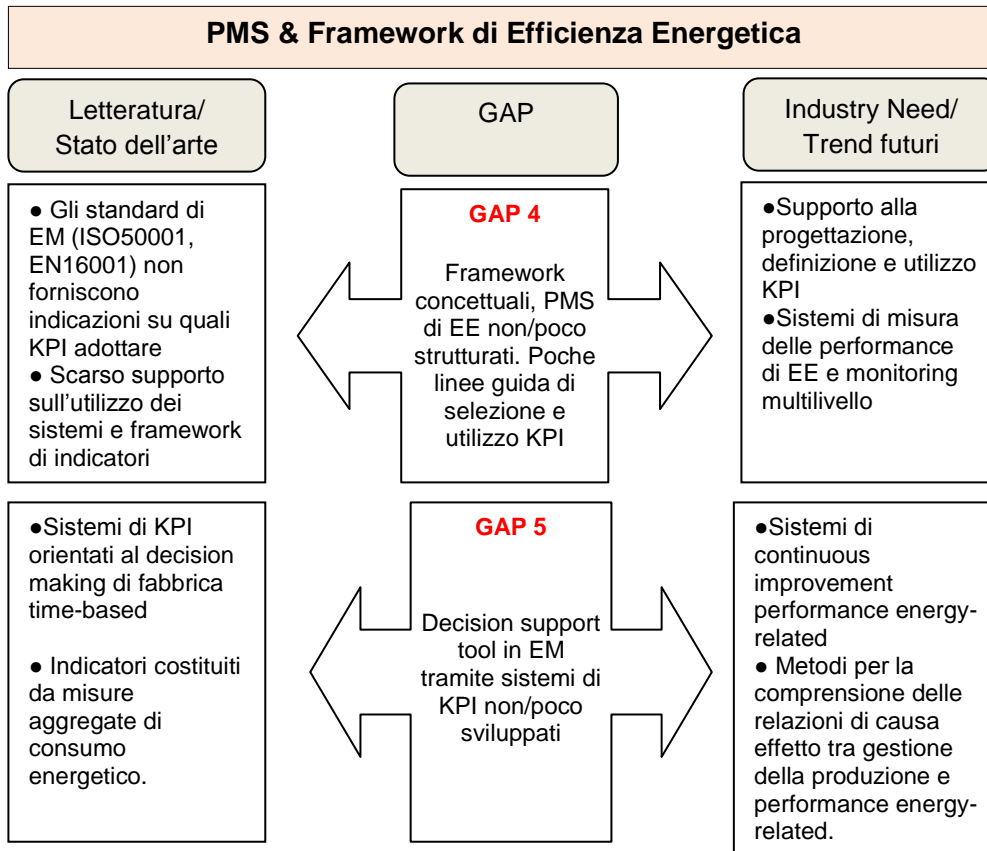 PMS & Framework di Efficienza Energetica
Letteratura/
Stato dell'arte
GAP
Industry Need/
Trend futuri
● Gli standard di
EM (ISO50001,
EN16001) non
forniscono
indicazioni su quali
KPI adottare
● Scarso supporto
sull'utilizzo dei
sistemi e framework
di indicatori
GAP 4
Framework
concettuali, PMS
di EE non/poco
strutturati. Poche
linee guida di
selezione e
utilizzo KPI
●Supporto alla
progettazione,
definizione e utilizzo
KPI
●Sistemi di misura
delle performance
di EE e monitoring
multilivello
●Sistemi di KPI
orientati al decision
making di fabbrica
time-based
● Indicatori costituiti
da misure
aggregate di
consumo
energetico.
GAP 5
Decision support
tool in EM
tramite sistemi di
KPI non/poco
sviluppati
●Sistemi di
continuous
improvement
performance energy-
related
● Metodi per la
comprensione delle
relazioni di causa
effetto tra gestione
della produzione e
performance energy-
related.